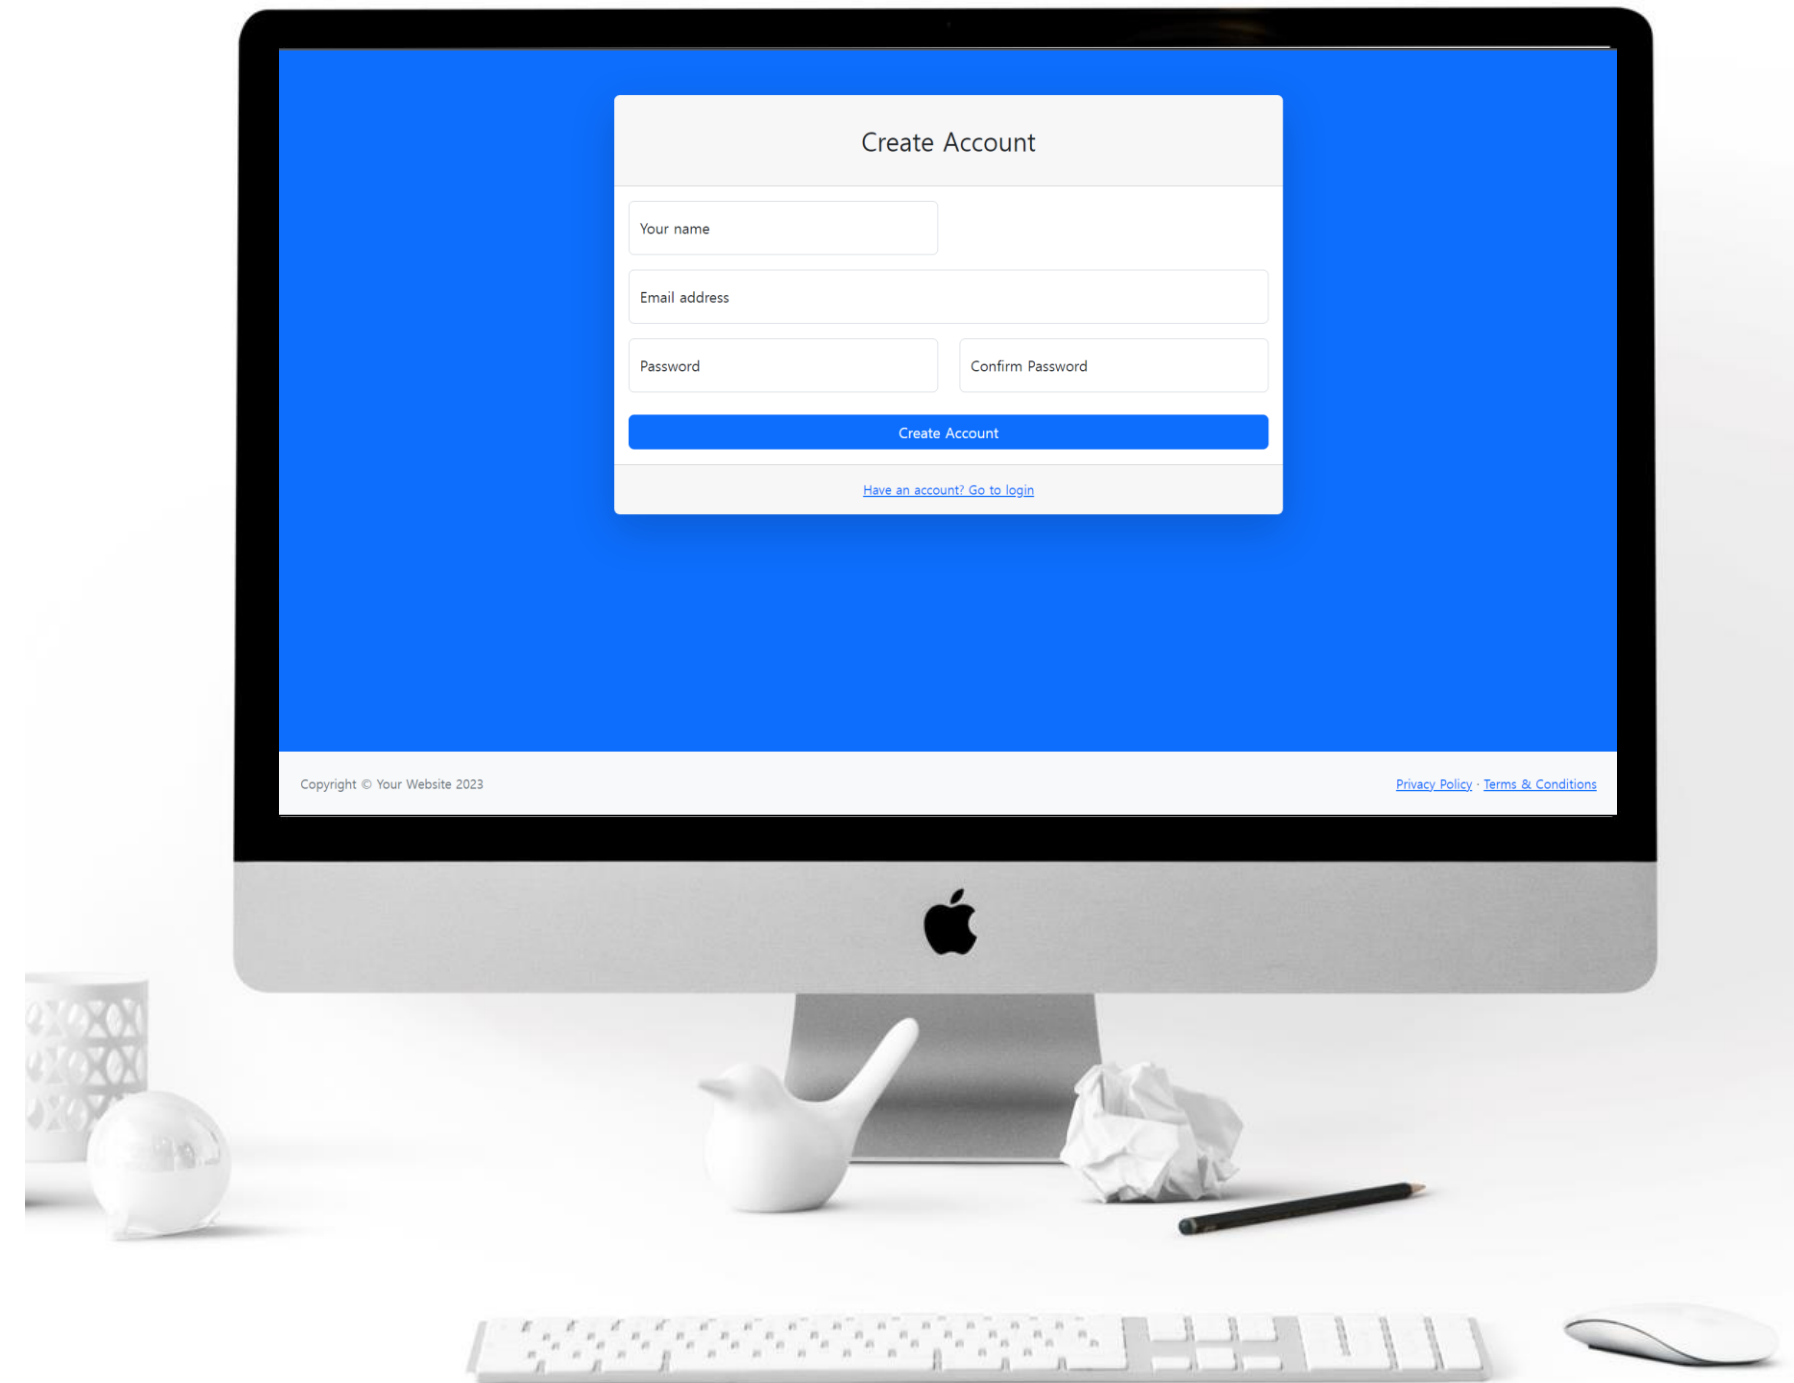 Create Account
Your name
Email address
Password
Confirm Password
Create Account
Have an account? Go to login
Copyright © Your Website 2023
Privacy Policy · Terms & Conditions